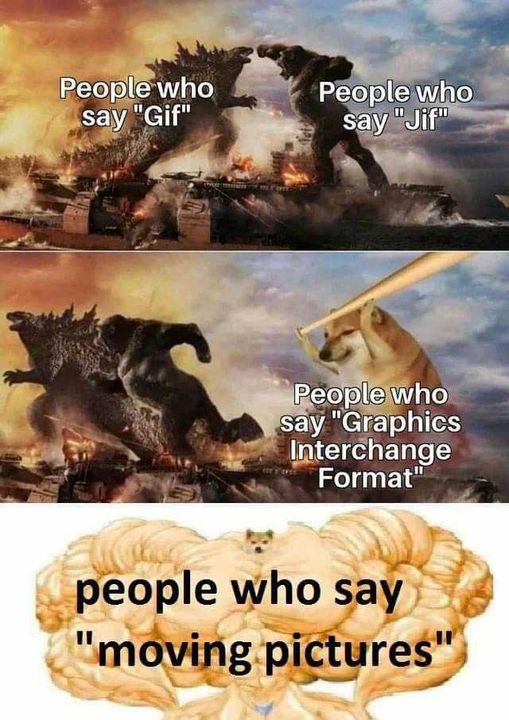 People who
say "Gif"
People who
say "Jif"
People who
say "Graphics
Interchange
Format"
people who say
"moving pictures"